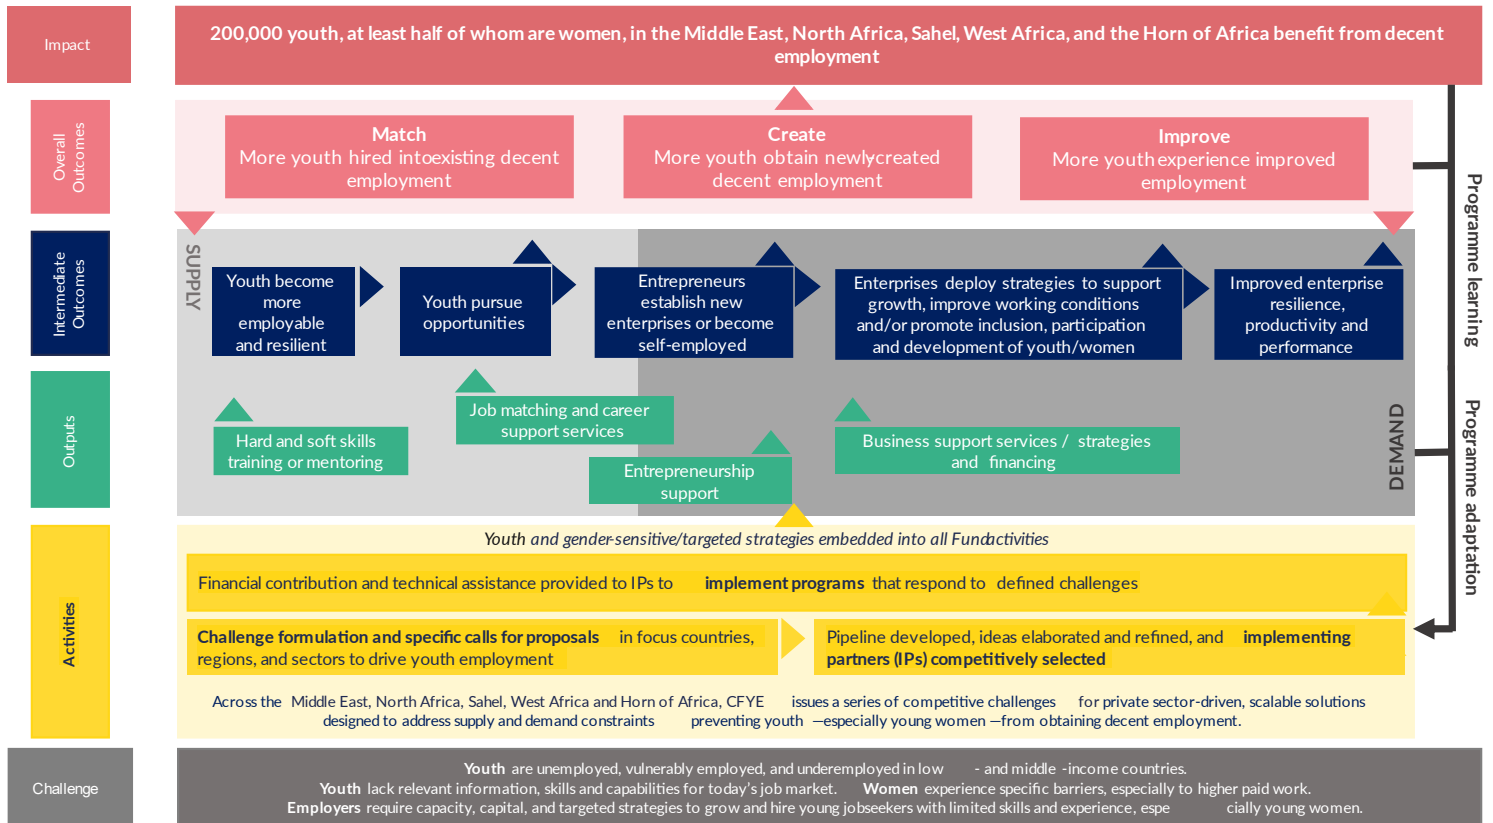 Impact
200,000 youth, at least half of whom are women, in the Middle East, North Africa, Sahel, West Africa, and the Horn of Africa benefit from decent
employment
Overall
Outcomes
Match
More youth hired intoexisting decent
employment
Create
More youth obtain newlycreated
decent employment
Improve
More youth experience improved
employment
Programme learning
Intermediate
Outcomes
SUPPLY
Youth become
more
employable
and resilient
Youth pursue
opportunities
Entrepreneurs
establish new
enterprises or become
self-employed
Enterprises deploy strategies to support
growth, improve working conditions
and/or promote inclusion, participation
and development of youth/women
Improved enterprise
resilience,
productivity and
performance
Outputs
Hard and soft skills
training or mentoring
Job matching and career
support services
Entrepreneurship
support
Business support services / strategies
and financing
DEMAND
Programme adaptation
Activities
Youth and gender-sensitive/targeted strategies embedded into all Fundactivities
Financial contribution and technical assistance provided to IPs to implement programs that respond to defined challenges
Challenge formulation and specific calls for proposals in focus countries,
regions, and sectors to drive youth employment
Pipeline developed, ideas elaborated and refined, and implementing
partners (IPs) competitively selected
Across the Middle East, North Africa, Sahel, West Africa and Horn of Africa, CFYE issues a series of competitive challenges for private sector-driven, scalable solutions
designed to address supply and demand constraints preventing youth —especially young women —from obtaining decent employment.
Challenge
Youth are unemployed, vulnerably employed, and underemployed in low - and middle -income countries.
Youth lack relevant information, skills and capabilities for today's job market. Women experience specific barriers, especially to higher paid work.
Employers require capacity, capital, and targeted strategies to grow and hire young jobseekers with limited skills and experience, espe cially young women.